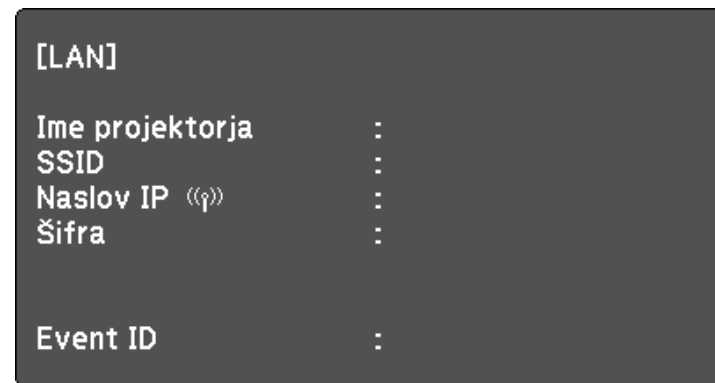 [LAN]
Ime projektorja :
SSID :
Naslov IP :
Šifra :
Event ID :